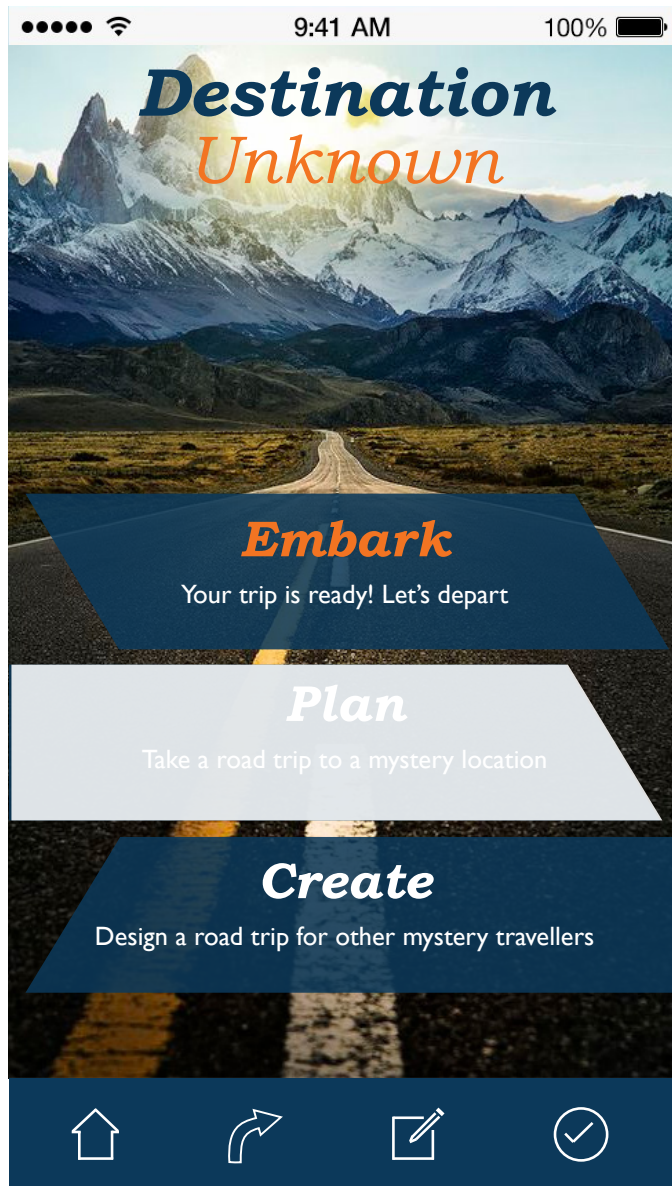 9:41 AM 100%
Destination
Unknown
Embark
Your trip is ready! Let's depart
Plan
Take a road trip to a mystery location
Create
Design a road trip for other mystery travellers